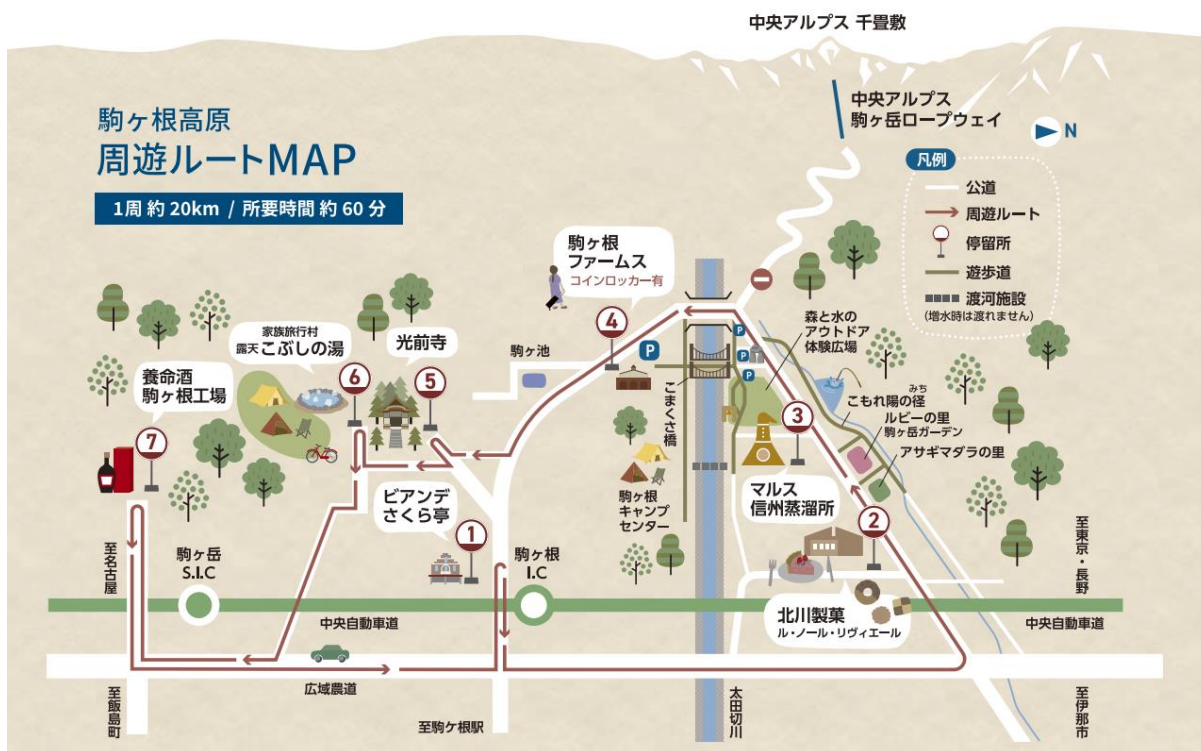 中央アルプス 千畳敷
中央アルプス
駒ヶ岳ロープウェイ
N
駒ヶ根高原
周遊ルートMAP
1周 約 20km / 所要時間 約 60 分
凡例
公道
周遊ルート
停留所
遊歩道
渡河施設
(増水時は渡れません)
駒ヶ根
ファームス
コインロッカー有
4
P
P
P
P
森と水の
アウトドア
体験広場
家族旅行村
露天 こぶしの湯
6
光前寺
5
駒ヶ池
こまくさ橋
みち
こもれ陽の径
ルビーの里
駒ヶ岳ガーデン
アサギマダラの里
養命酒
駒ヶ根工場
7
3
マルス
信州蒸溜所
ビアンデ
さくら亭
1
駒ヶ根
キャンプ
センター
2
至名古屋
駒ヶ岳
S.I.C
駒ヶ根
I.C
至東京・長野
北川製菓
ル・ノール・リヴィエール
中央自動車道
中央自動車道
広域農道
至飯島町
至駒ケ根駅
太田切川
至伊那市